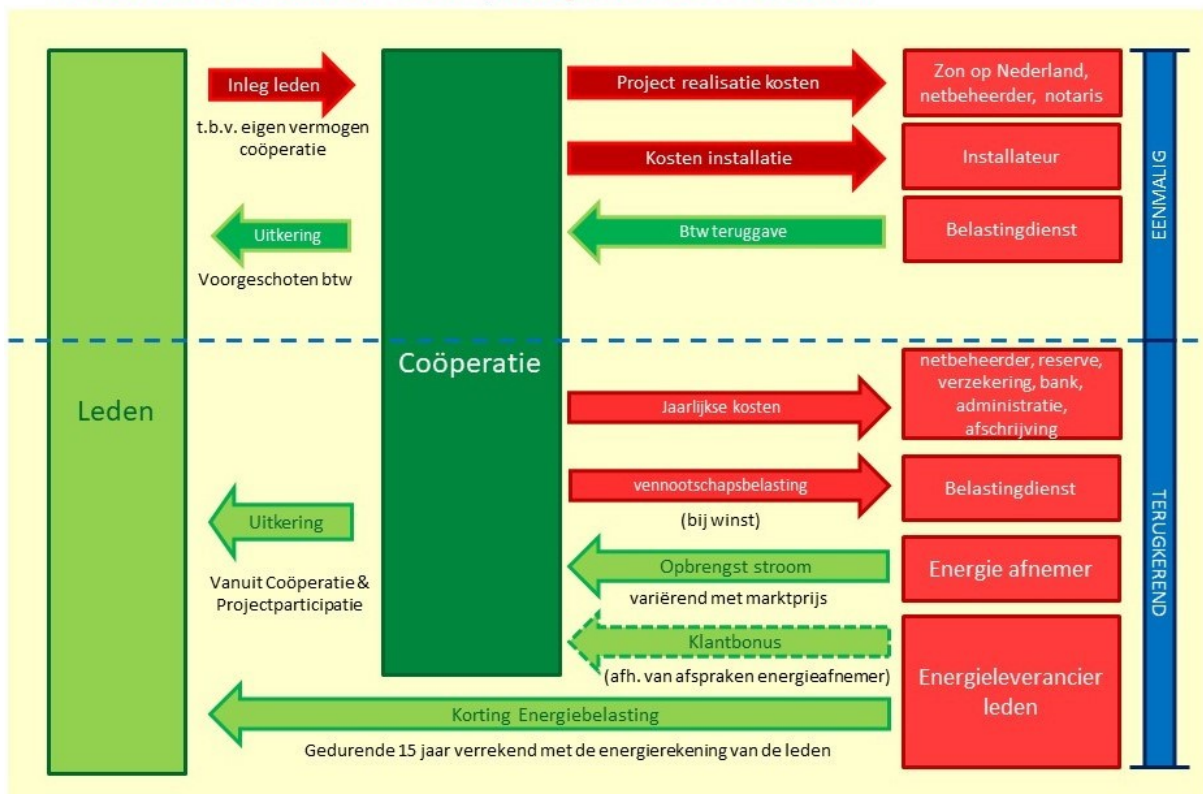 Inleg leden
t.b.v. eigen vermogen
coöperatie
Project realisatie kosten
Zon op Nederland,
netbeheerder, notaris
Kosten installatie
Installateur
Uitkering
Voorgeschoten btw
Btw teruggave
Belastingdienst
EENMALIG
Leden
Coöperatie
Jaarlijkse kosten
netbeheerder, reserve,
verzekering, bank,
administratie,
afschrijving
vennootschapsbelasting
(bij winst)
Belastingdienst
Uitkering
Vanuit Coöperatie &
Projectparticipatie
Opbrengst stroom
variërend met marktprijs
Energie afnemer
Klantbonus
(afh. van afspraken energieafnemer)
Energieleverancier
leden
Korting Energiebelasting
Gedurende 15 jaar verrekend met de energierekening van de leden
TERUGKEREND